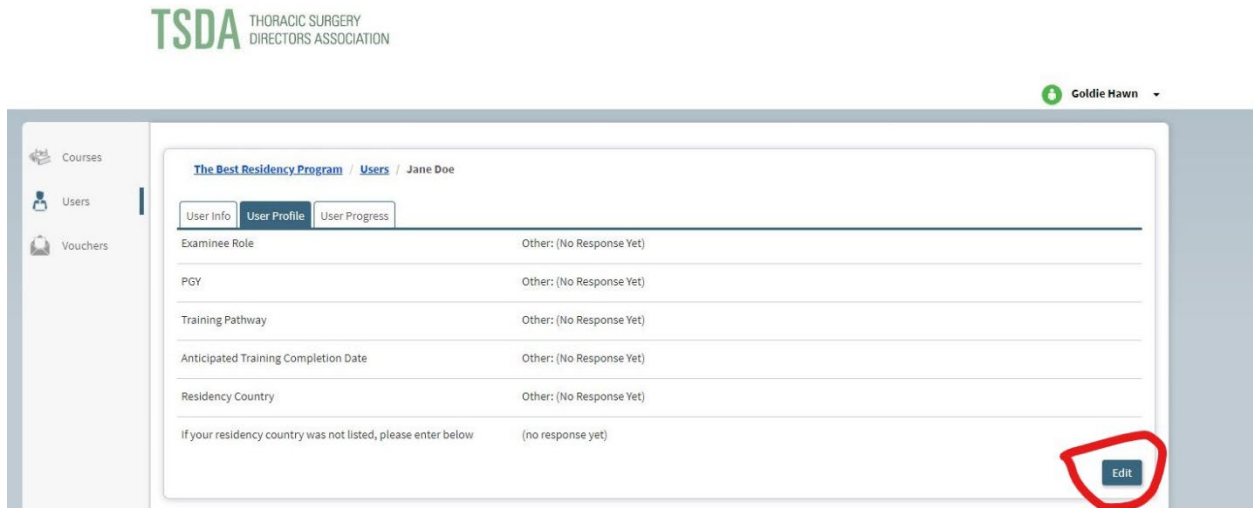 TSDA THORACIC SURGERY
DIRECTORS ASSOCIATION
Goldie Hawn
Courses
Users
Vouchers
The Best Residency Program / Users / Jane Doe
User Info User Profile User Progress
Examinee Role Other: (No Response Yet)
PGY Other: (No Response Yet)
Training Pathway Other: (No Response Yet)
Anticipated Training Completion Date Other: (No Response Yet)
Residency Country Other: (No Response Yet)
If your residency country was not listed, please enter below (no response yet)
Edit